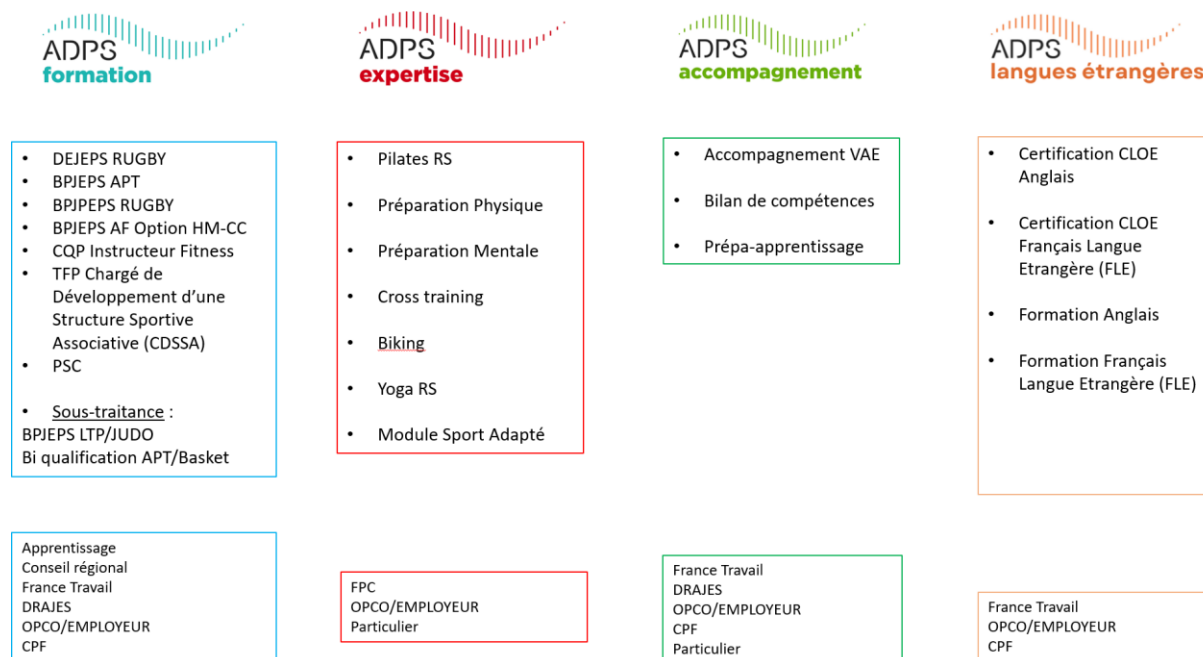 ADPS
formation
• DEJEPS RUGBY
• BPJEPS APT
• BPJPEPS RUGBY
• BPJEPS AF Option HM-CC
• CQP Instructeur Fitness
• TFP Chargé de
Développement d'une
Structure Sportive
Associative (CDSSA)
• PSC
• Sous-traitance :
BPJEPS LTP/JUDO
Bi qualification APT/Basket
Apprentissage
Conseil régional
France Travail
DRAJES
OPCO/EMPLOYEUR
CPF
ADPS
expertise
• Pilates RS
• Préparation Physique
• Préparation Mentale
• Cross training
• Biking
• Yoga RS
• Module Sport Adapté
FPC
OPCO/EMPLOYEUR
Particulier
ADPS
accompagnement
• Accompagnement VAE
• Bilan de compétences
• Prépa-apprentissage
France Travail
DRAJES
OPCO/EMPLOYEUR
CPF
Particulier
ADPS
langues étrangères
• Certification CLOE
Anglais
• Certification CLOE
Français Langue
Etrangère (FLE)
• Formation Anglais
• Formation Français
Langue Etrangère (FLE)
France Travail
OPCO/EMPLOYEUR
CPF